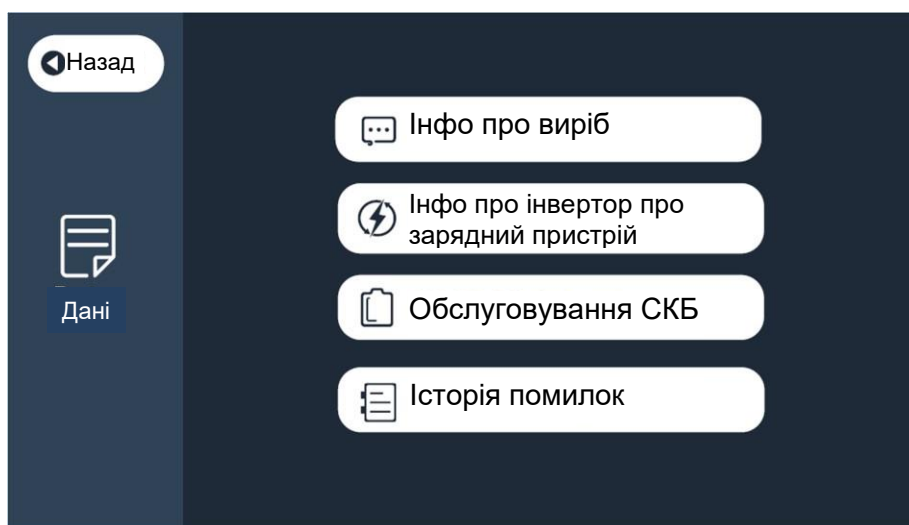 Назад
Інфо про виріб
Інфо про інвертор про
зарядний пристрій
Дані
Обслуговування СКБ
Історія помилок